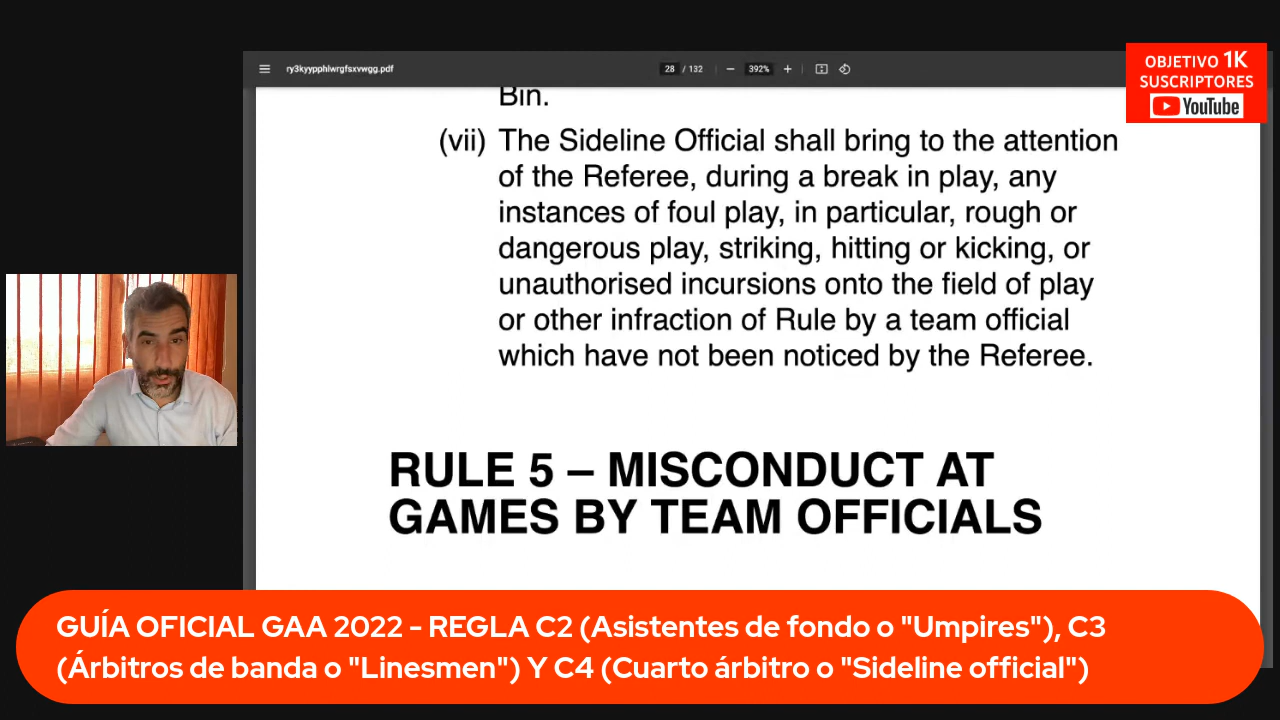 ry3kyypphlwrgfsxvwgg.pdf
28 / 132
392%
OBJETIVO 1K
SUSCRIPTORES
YouTube
Bin.
(vii) The Sideline Official shall bring to the attention
of the Referee, during a break in play, any
instances of foul play, in particular, rough or
dangerous play, striking, hitting or kicking, or
unauthorised incursions onto the field of play
or other infraction of Rule by a team official
which have not been noticed by the Referee.
RULE 5 – MISCONDUCT AT
GAMES BY TEAM OFFICIALS
GUÍA OFICIAL GAA 2022 - REGLA C2 (Asistentes de fondo o "Umpires"), C3
(Árbitros de banda o "Linesmen") Y C4 (Cuarto árbitro o "Sideline official")